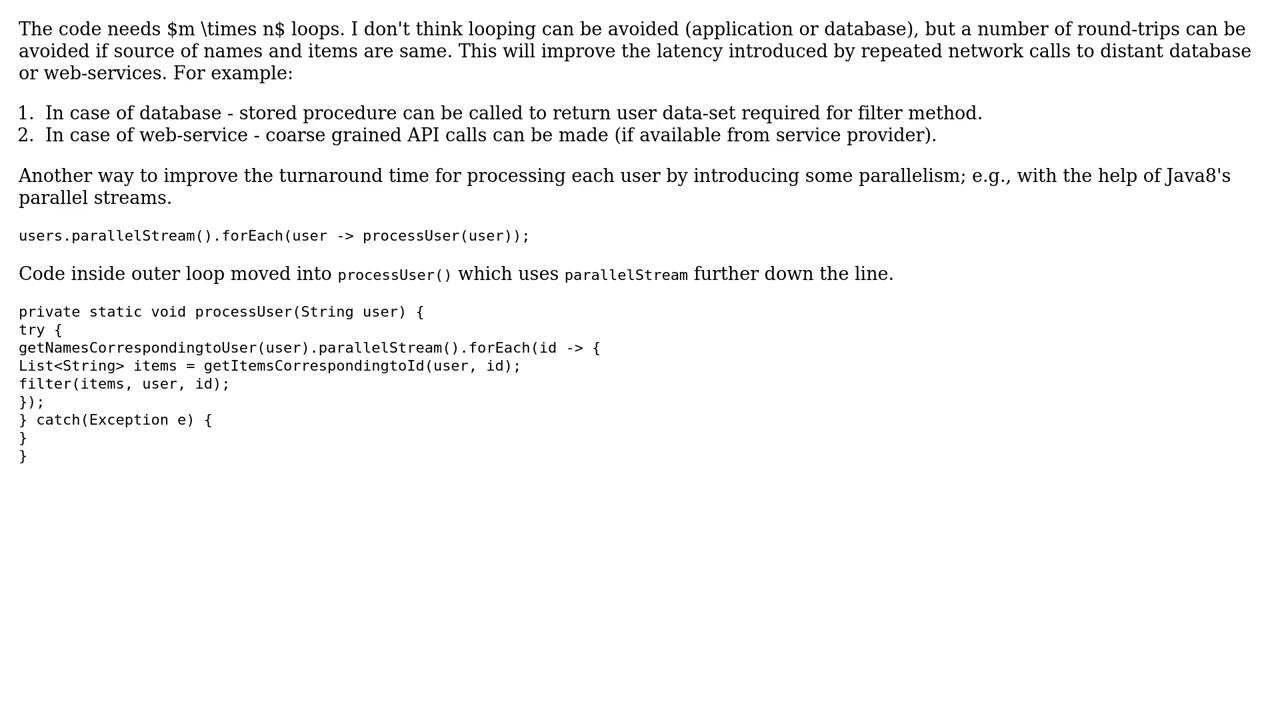 The code needs $m \times n$ loops. I don't think looping can be avoided (application or database), but a number of round-trips can be
avoided if source of names and items are same. This will improve the latency introduced by repeated network calls to distant database
or web-services. For example:
1. In case of database - stored procedure can be called to return user data-set required for filter method.
2. In case of web-service - coarse grained API calls can be made (if available from service provider).
Another way to improve the turnaround time for processing each user by introducing some parallelism; e.g., with the help of Java8's
parallel streams.
users.parallelStream().forEach(user -> processUser(user));
Code inside outer loop moved into processUser() which uses parallelStream further down the line.
private static void processUser(String user) {
try {
getNamesCorrespondingtoUser(user).parallelStream().forEach(id -> {
List<String> items = getItemsCorrespondingtoId(user, id);
filter(items, user, id);
});
} catch(Exception e) {
}
}